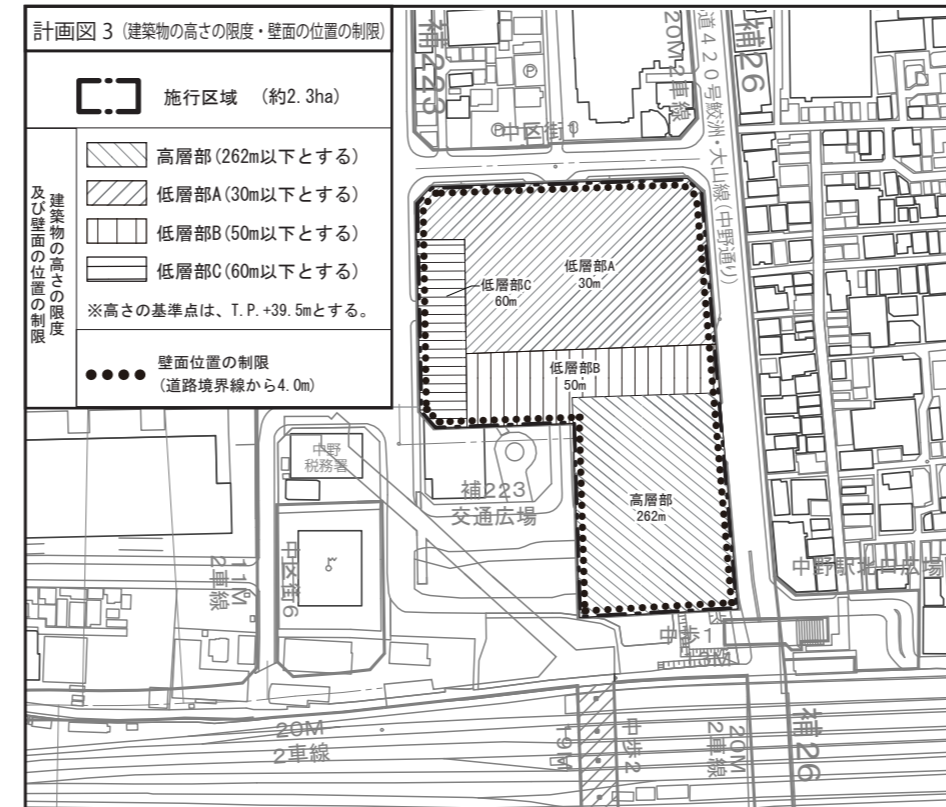 計画図 3 (建築物の高さの限度・壁面の位置の制限)
施行区域 (約2.3ha)
建築物の高さの限度
及び壁面の位置の制限
高層部(262m以下とする)
低層部A(30m以下とする)
低層部B(50m以下とする)
低層部C(60m以下とする)
※高さの基準点は、T.P.+39.5mとする。
壁面位置の制限
(道路境界線から4.0m)
補223
20M
2車線
道420号鮫洲・大山線(中野通り)
補26
中区街1
低層部A
30m
低層部C
60m
低層部B
50m
高層部
262m
中野
税務署
補223
交通広場
11M
2車線
中区街6
中野駅北口広場
中歩1
20M
2車線
19M
中歩2
20M
2車線
補26